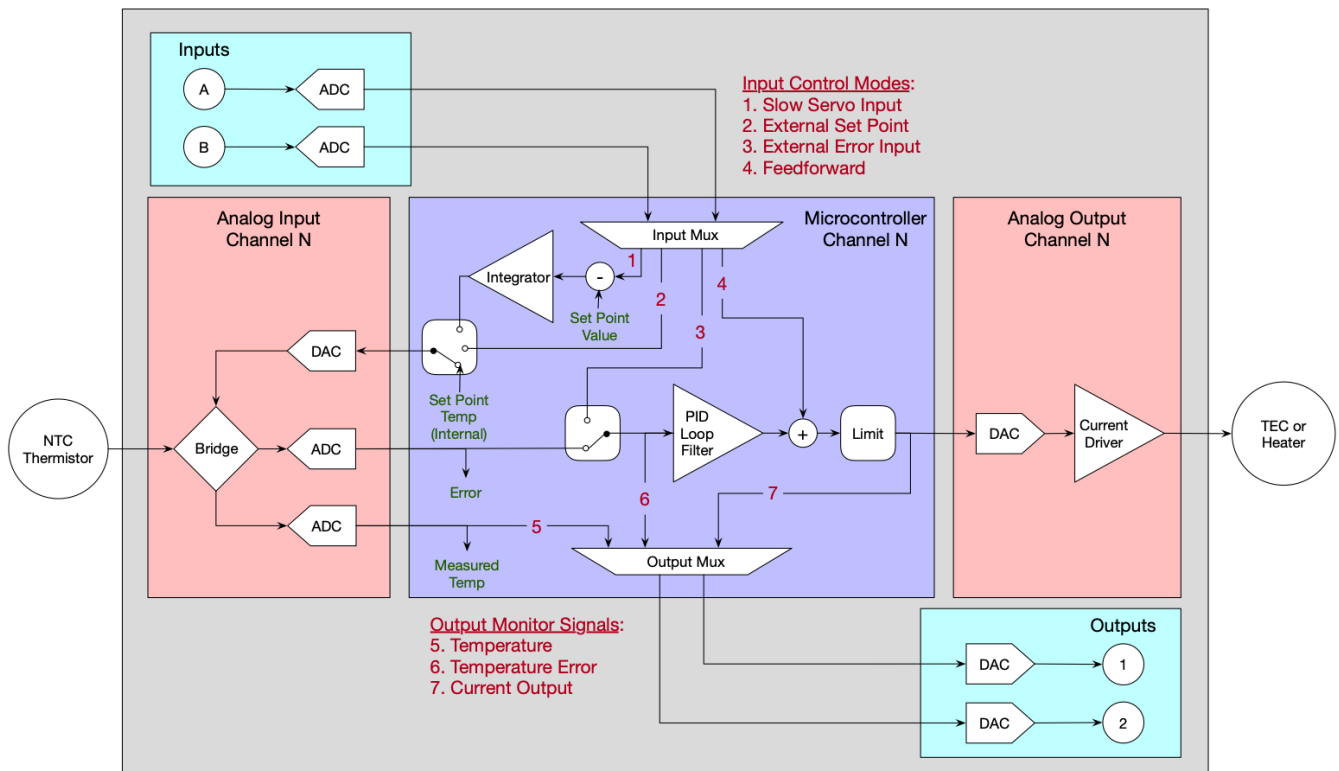 Inputs
A
ADC
B
ADC
Input Control Modes:
1. Slow Servo Input
2. External Set Point
3. External Error Input
4. Feedforward
Analog Input
Channel N
Microcontroller
Channel N
Analog Output
Channel N
Input Mux
1
2
3
4
Integrator
-
Set Point
Value
DAC
Set Point
Temp
(Internal)
NTC
Thermistor
Bridge
ADC
Error
PID
Loop
Filter
+
Limit
DAC
Current
Driver
TEC or
Heater
6
7
ADC
5
Measured
Temp
Output Mux
Output Monitor Signals:
5. Temperature
6. Temperature Error
7. Current Output
Outputs
DAC
1
DAC
2